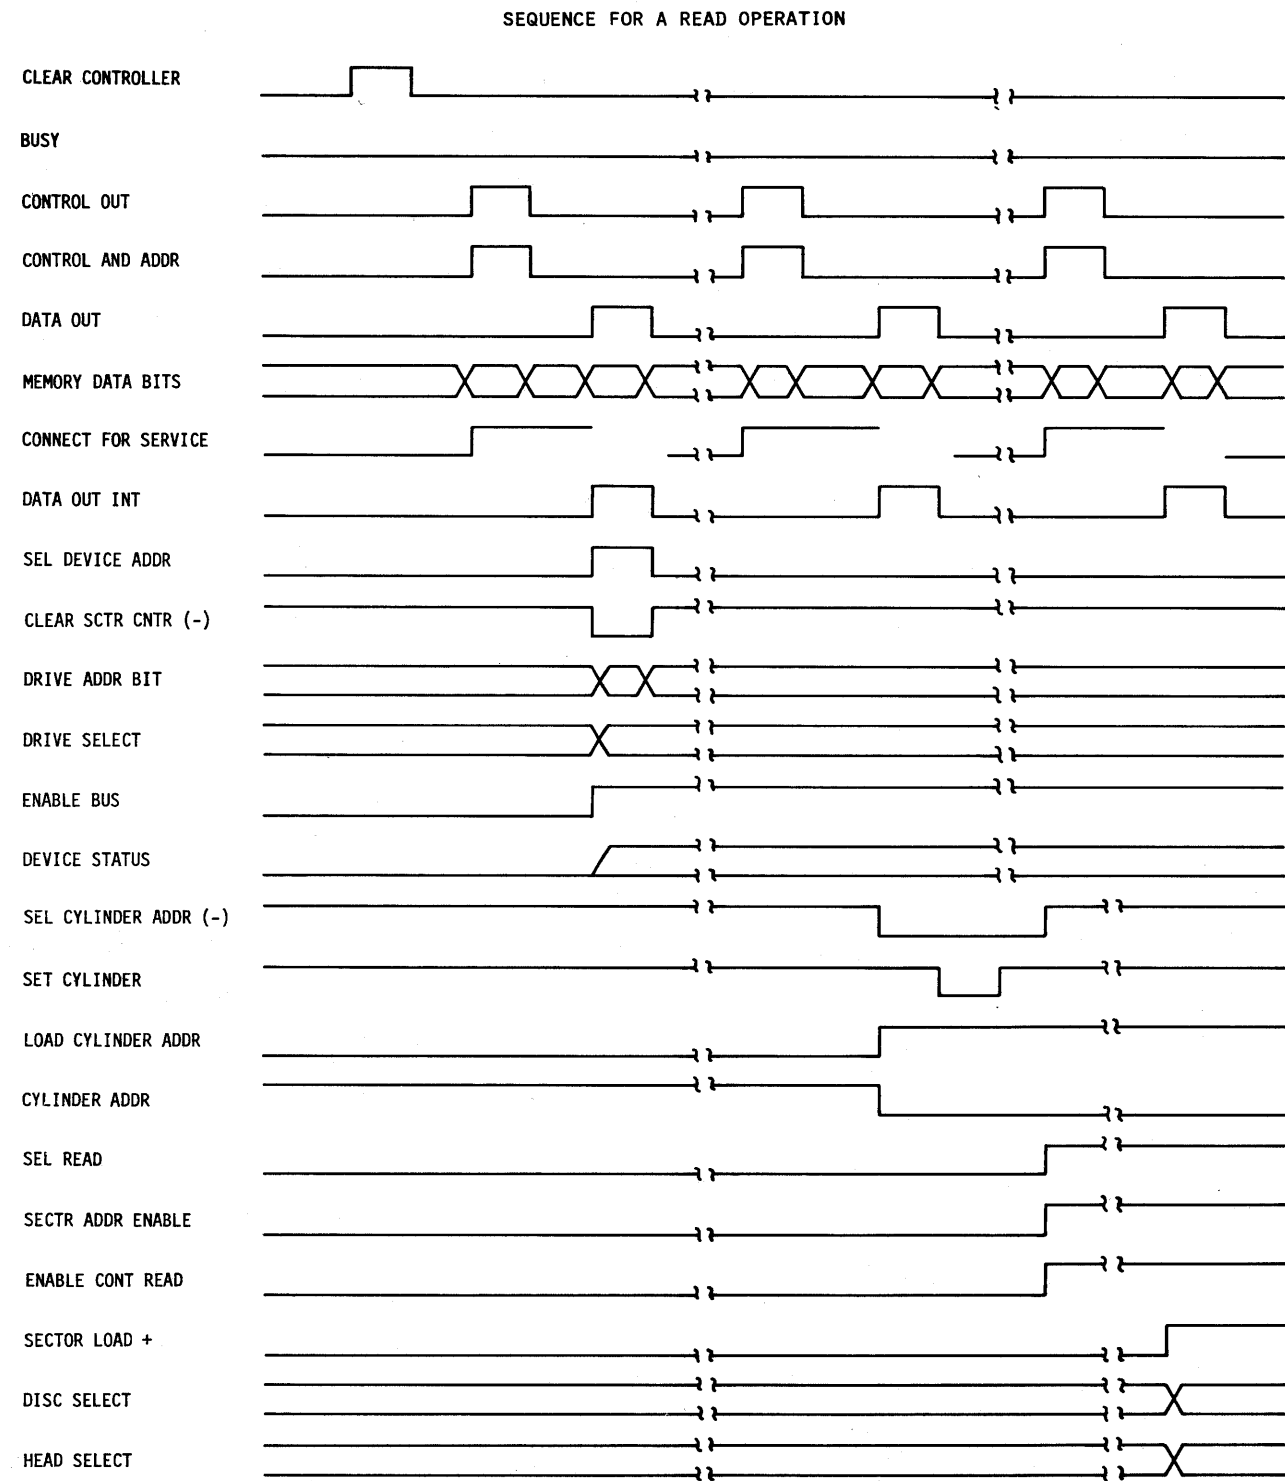 SEQUENCE FOR A READ OPERATION
CLEAR CONTROLLER
BUSY
CONTROL OUT
CONTROL AND ADDR
DATA OUT
MEMORY DATA BITS
CONNECT FOR SERVICE
DATA OUT INT
SEL DEVICE ADDR
CLEAR SCTR CNTR (-)
DRIVE ADDR BIT
DRIVE SELECT
ENABLE BUS
DEVICE STATUS
SEL CYLINDER ADDR (-)
SET CYLINDER
LOAD CYLINDER ADDR
CYLINDER ADDR
SEL READ
SECTR ADDR ENABLE
ENABLE CONT READ
SECTOR LOAD +
DISC SELECT
HEAD SELECT